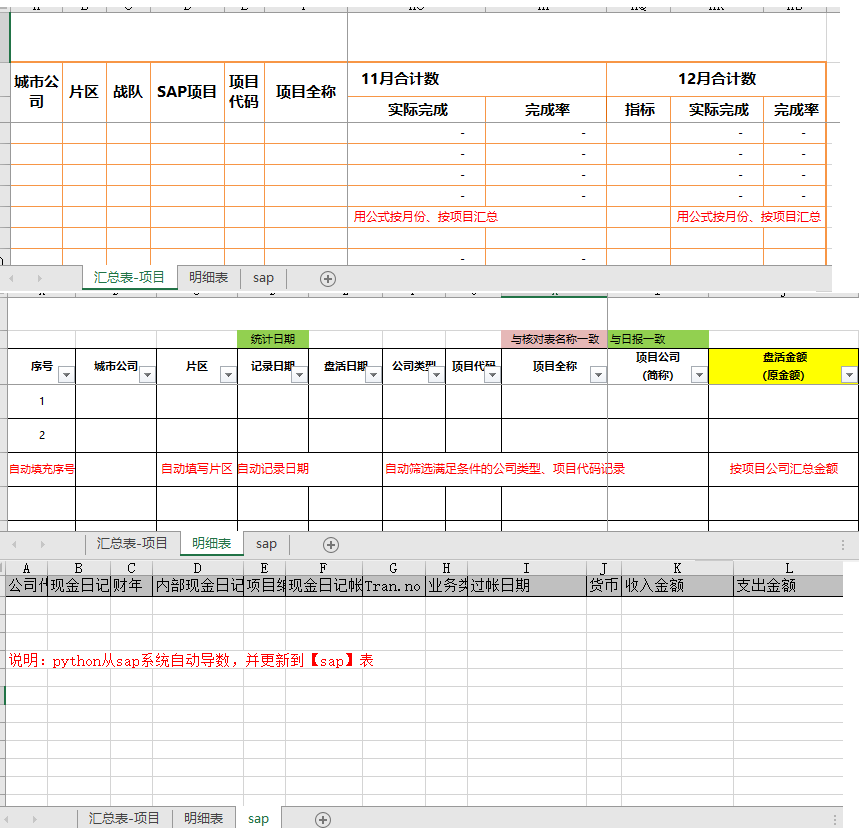 11月合计数 12月合计数
城市公司 片区 战队 SAP项目 项目代码 项目全称 实际完成 完成率 指标 实际完成 完成率
- - - -
- - - -
- - - -
- - - -
用公式按月份、按项目汇总 用公式按月份、按项目汇总
- -
汇总表-项目 明细表 sap
统计日期 与核对表名称一致 与日报一致
序号 城市公司 片区 记录日期 盘活日期 公司类型 项目代码 项目全称 项目公司(简称) 盘活金额(原金额)
1
2
自动填充序号 自动填写片区 自动记录日期 自动筛选满足条件的公司类型、项目代码记录 按项目公司汇总金额
汇总表-项目 明细表 sap
A B C D E F G H I J K L
公司代 现金日记 财年 内部现金日记 项目编 现金日记帐 Tran.no 业务类 过帐日期 货币 收入金额 支出金额
说明：python从sap系统自动导数，并更新到【sap】表
汇总表-项目 明细表 sap